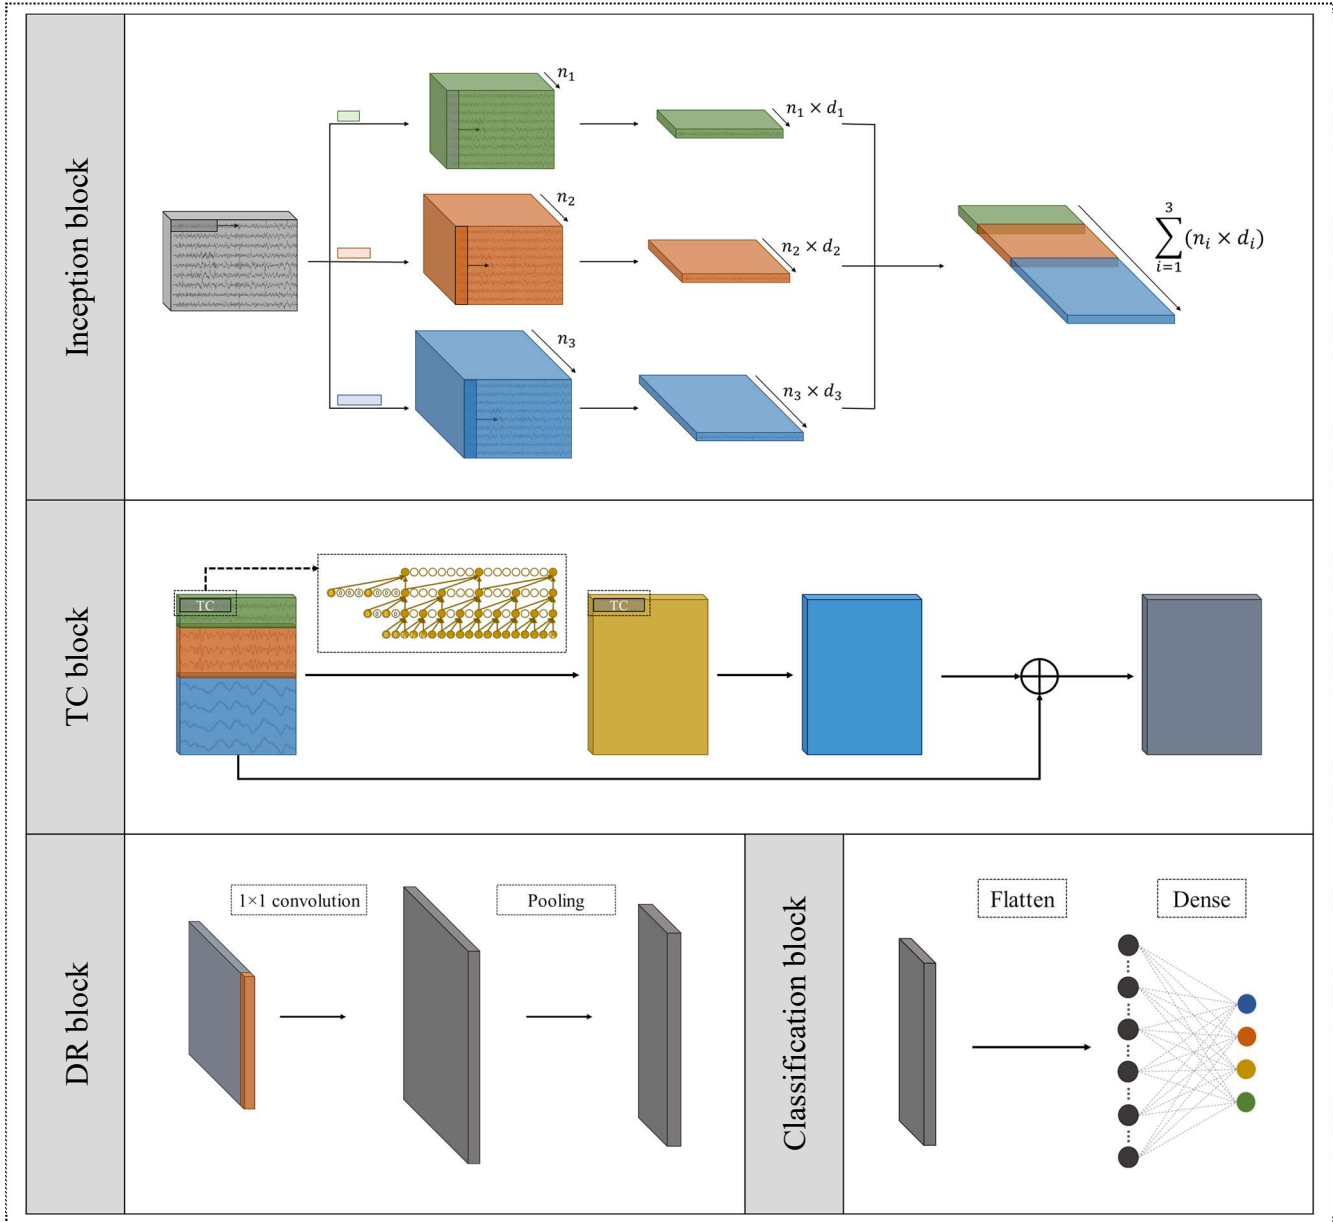 Inception block
n₁
n₁ × d₁
n₂
n₂ × d₂
n₃
n₃ × d₃
3
∑(nᵢ × dᵢ)
i=1
TC block
TC
TC
DR block
1×1 convolution
Pooling
Classification block
Flatten
Dense